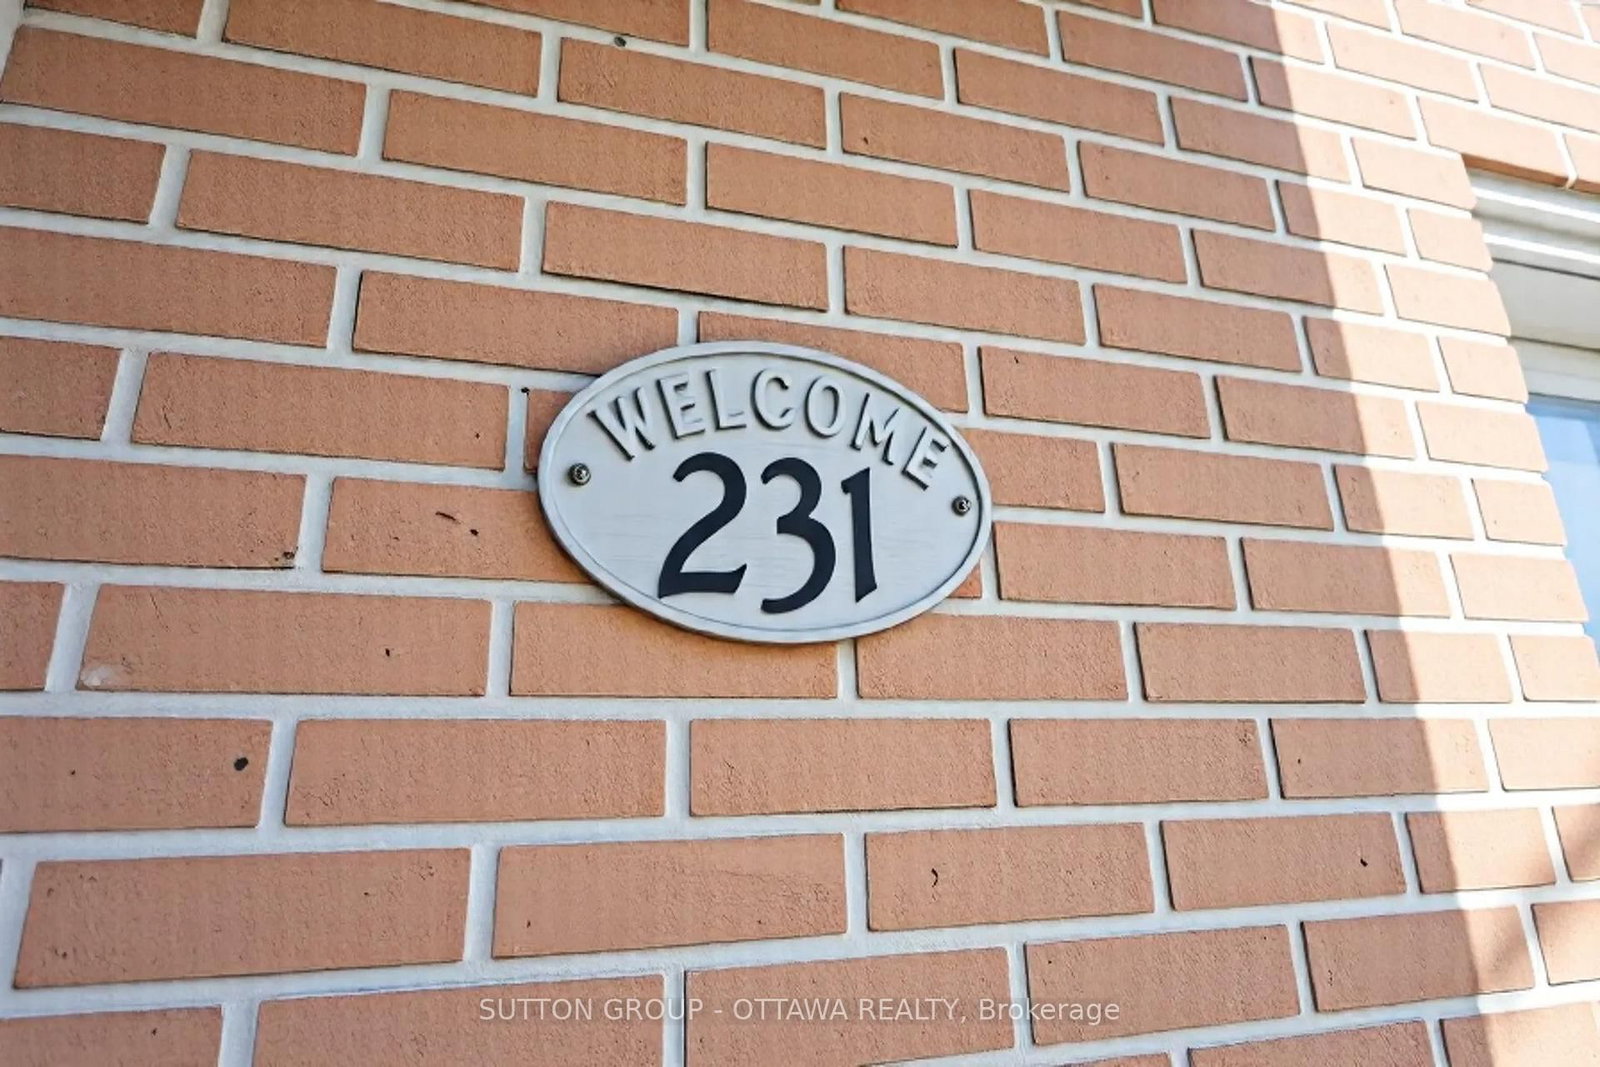 WELCOME
231
SUTTON GROUP - OTTAWA REALTY, Brokerage